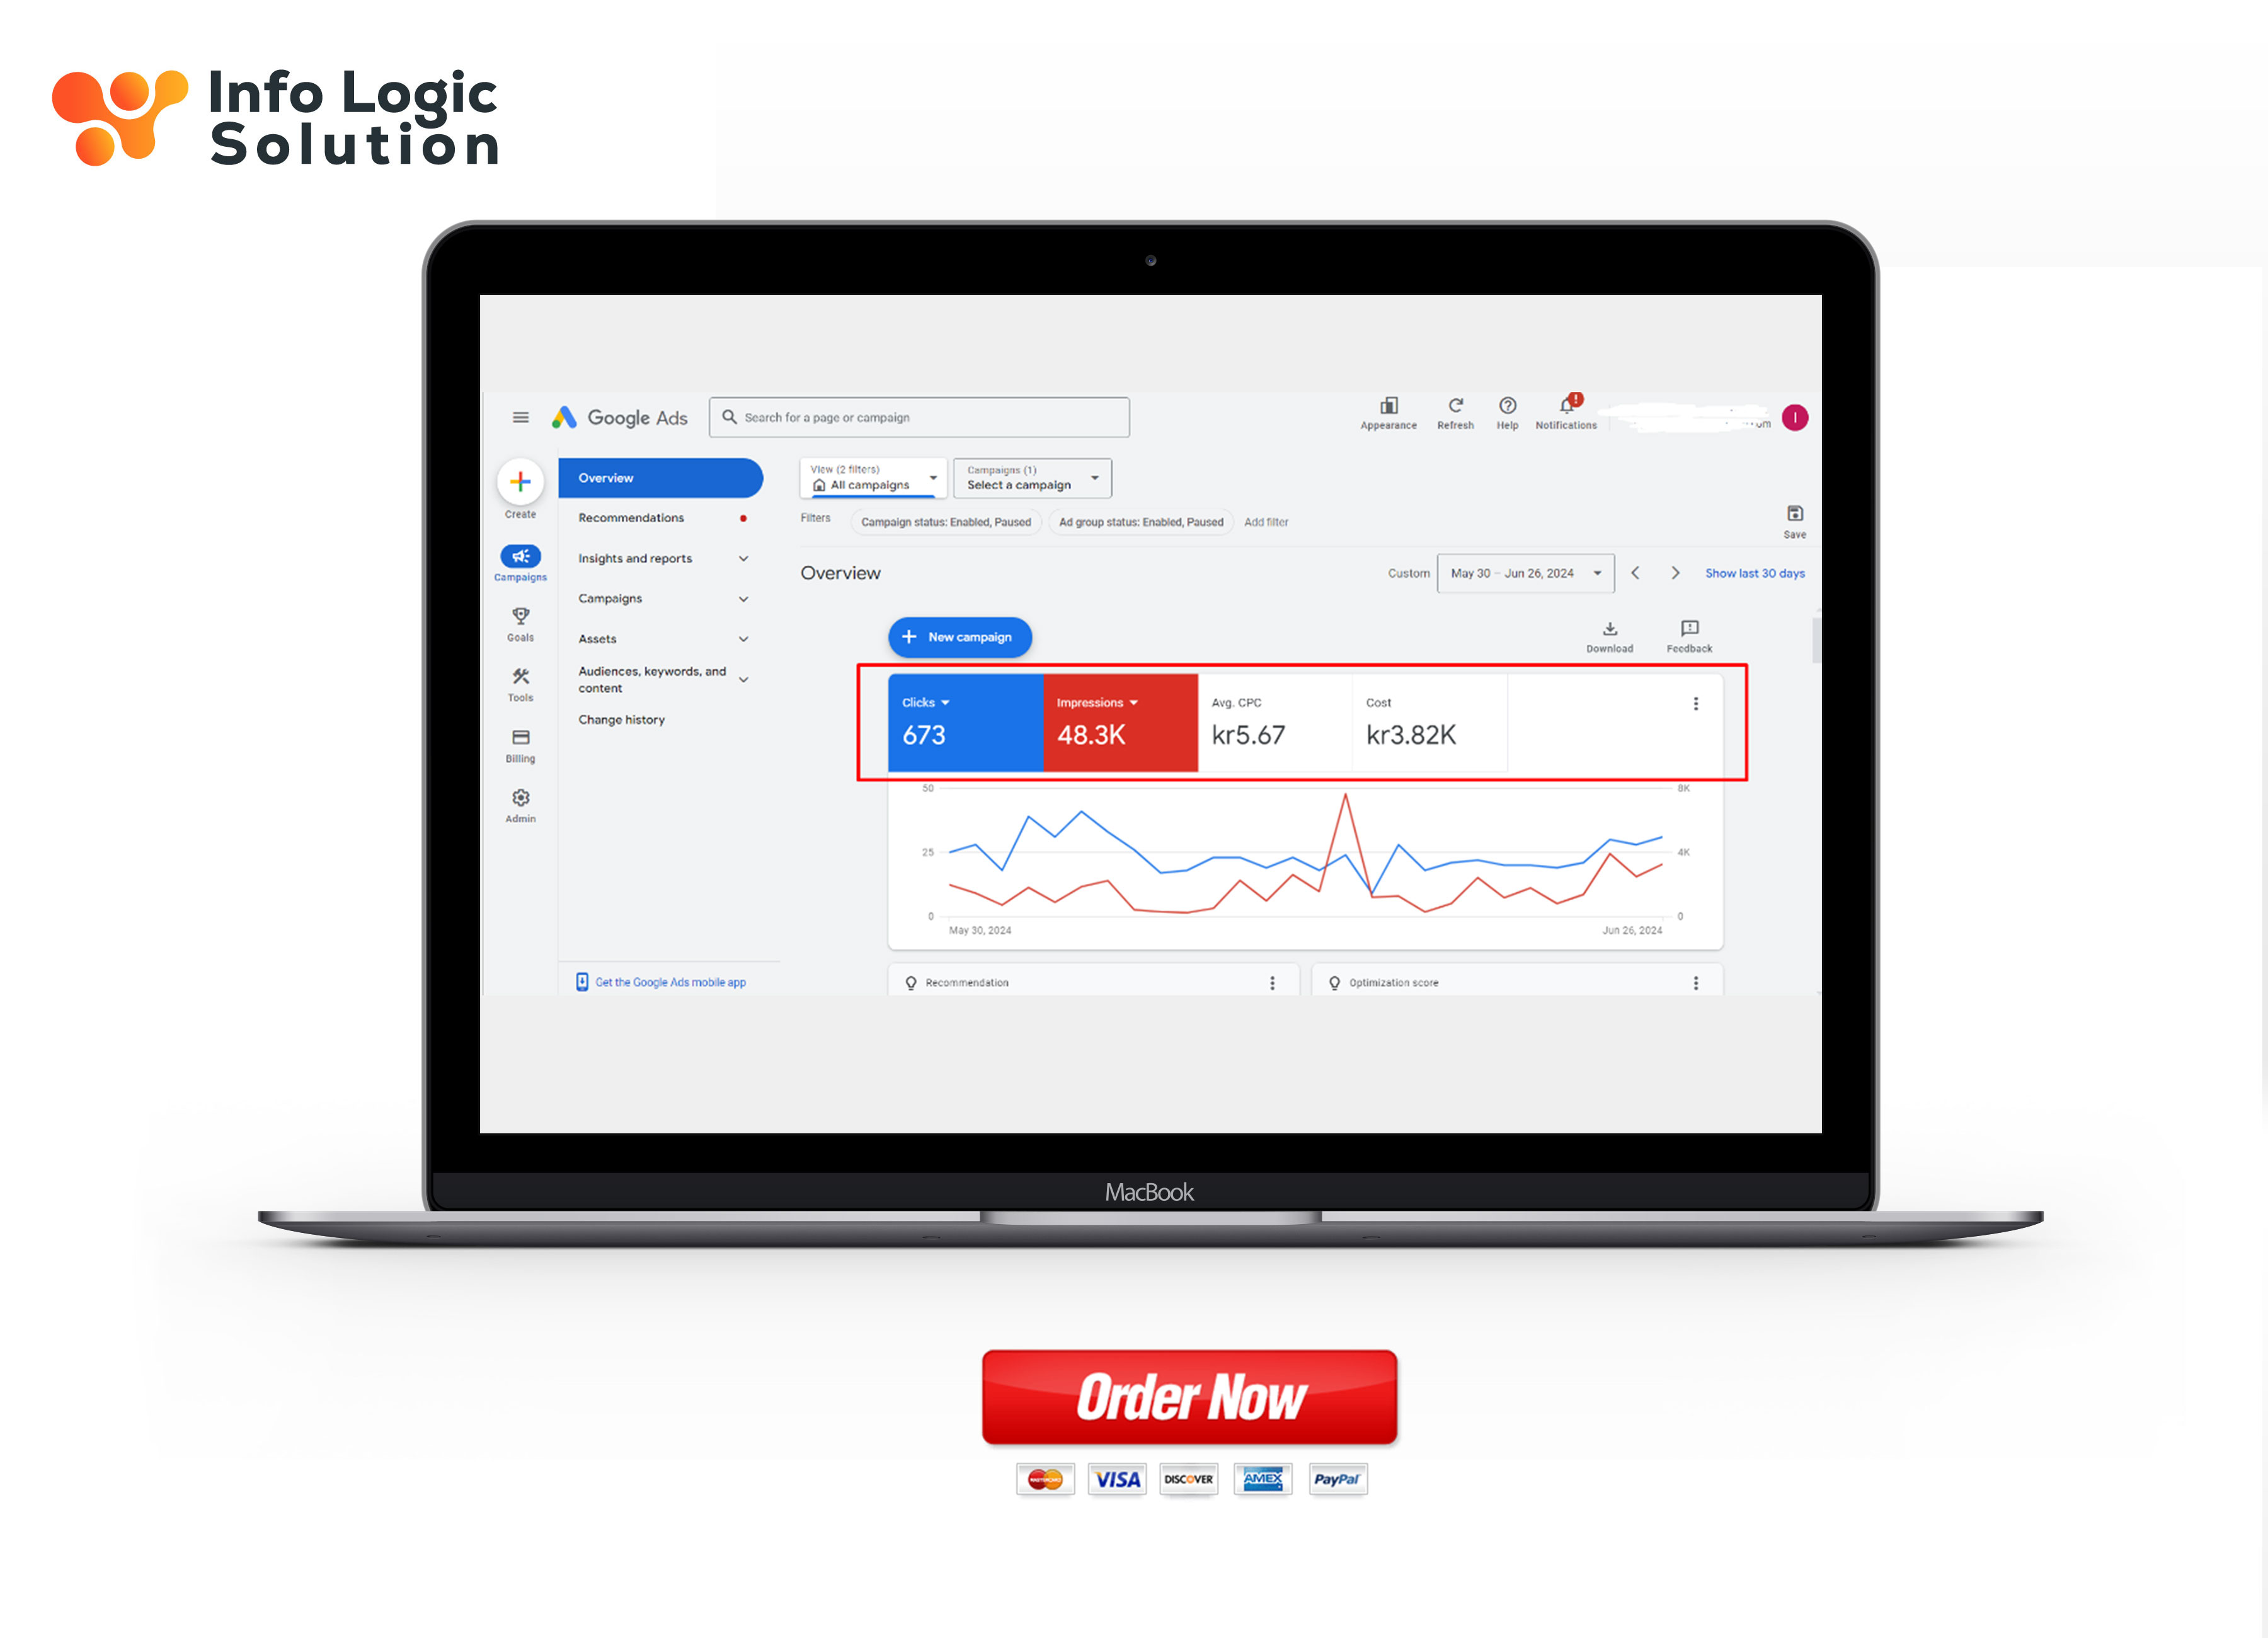 Info Logic
Solution
Google Ads
Search for a page or campaign
Appearance
Refresh
Help
Notifications
I
Create
Campaigns
Goals
Tools
Billing
Admin
Overview
Recommendations
Insights and reports
Campaigns
Assets
Audiences, keywords, and
content
Change history
Get the Google Ads mobile app
View (2 filters)
All campaigns
Campaigns (1)
Select a campaign
Filters
Campaign status: Enabled, Paused
Ad group status: Enabled, Paused
Add filter
Save
Overview
Custom
May 30 – Jun 26, 2024
Show last 30 days
New campaign
Download
Feedback
Clicks
673
Impressions
48.3K
Avg. CPC
kr5.67
Cost
kr3.82K
50
8K
25
4K
0
0
May 30, 2024
Jun 26, 2024
Recommendation
Optimization score
MacBook
Order Now
MasterCard
VISA
DISCOVER
AMEX
PayPal